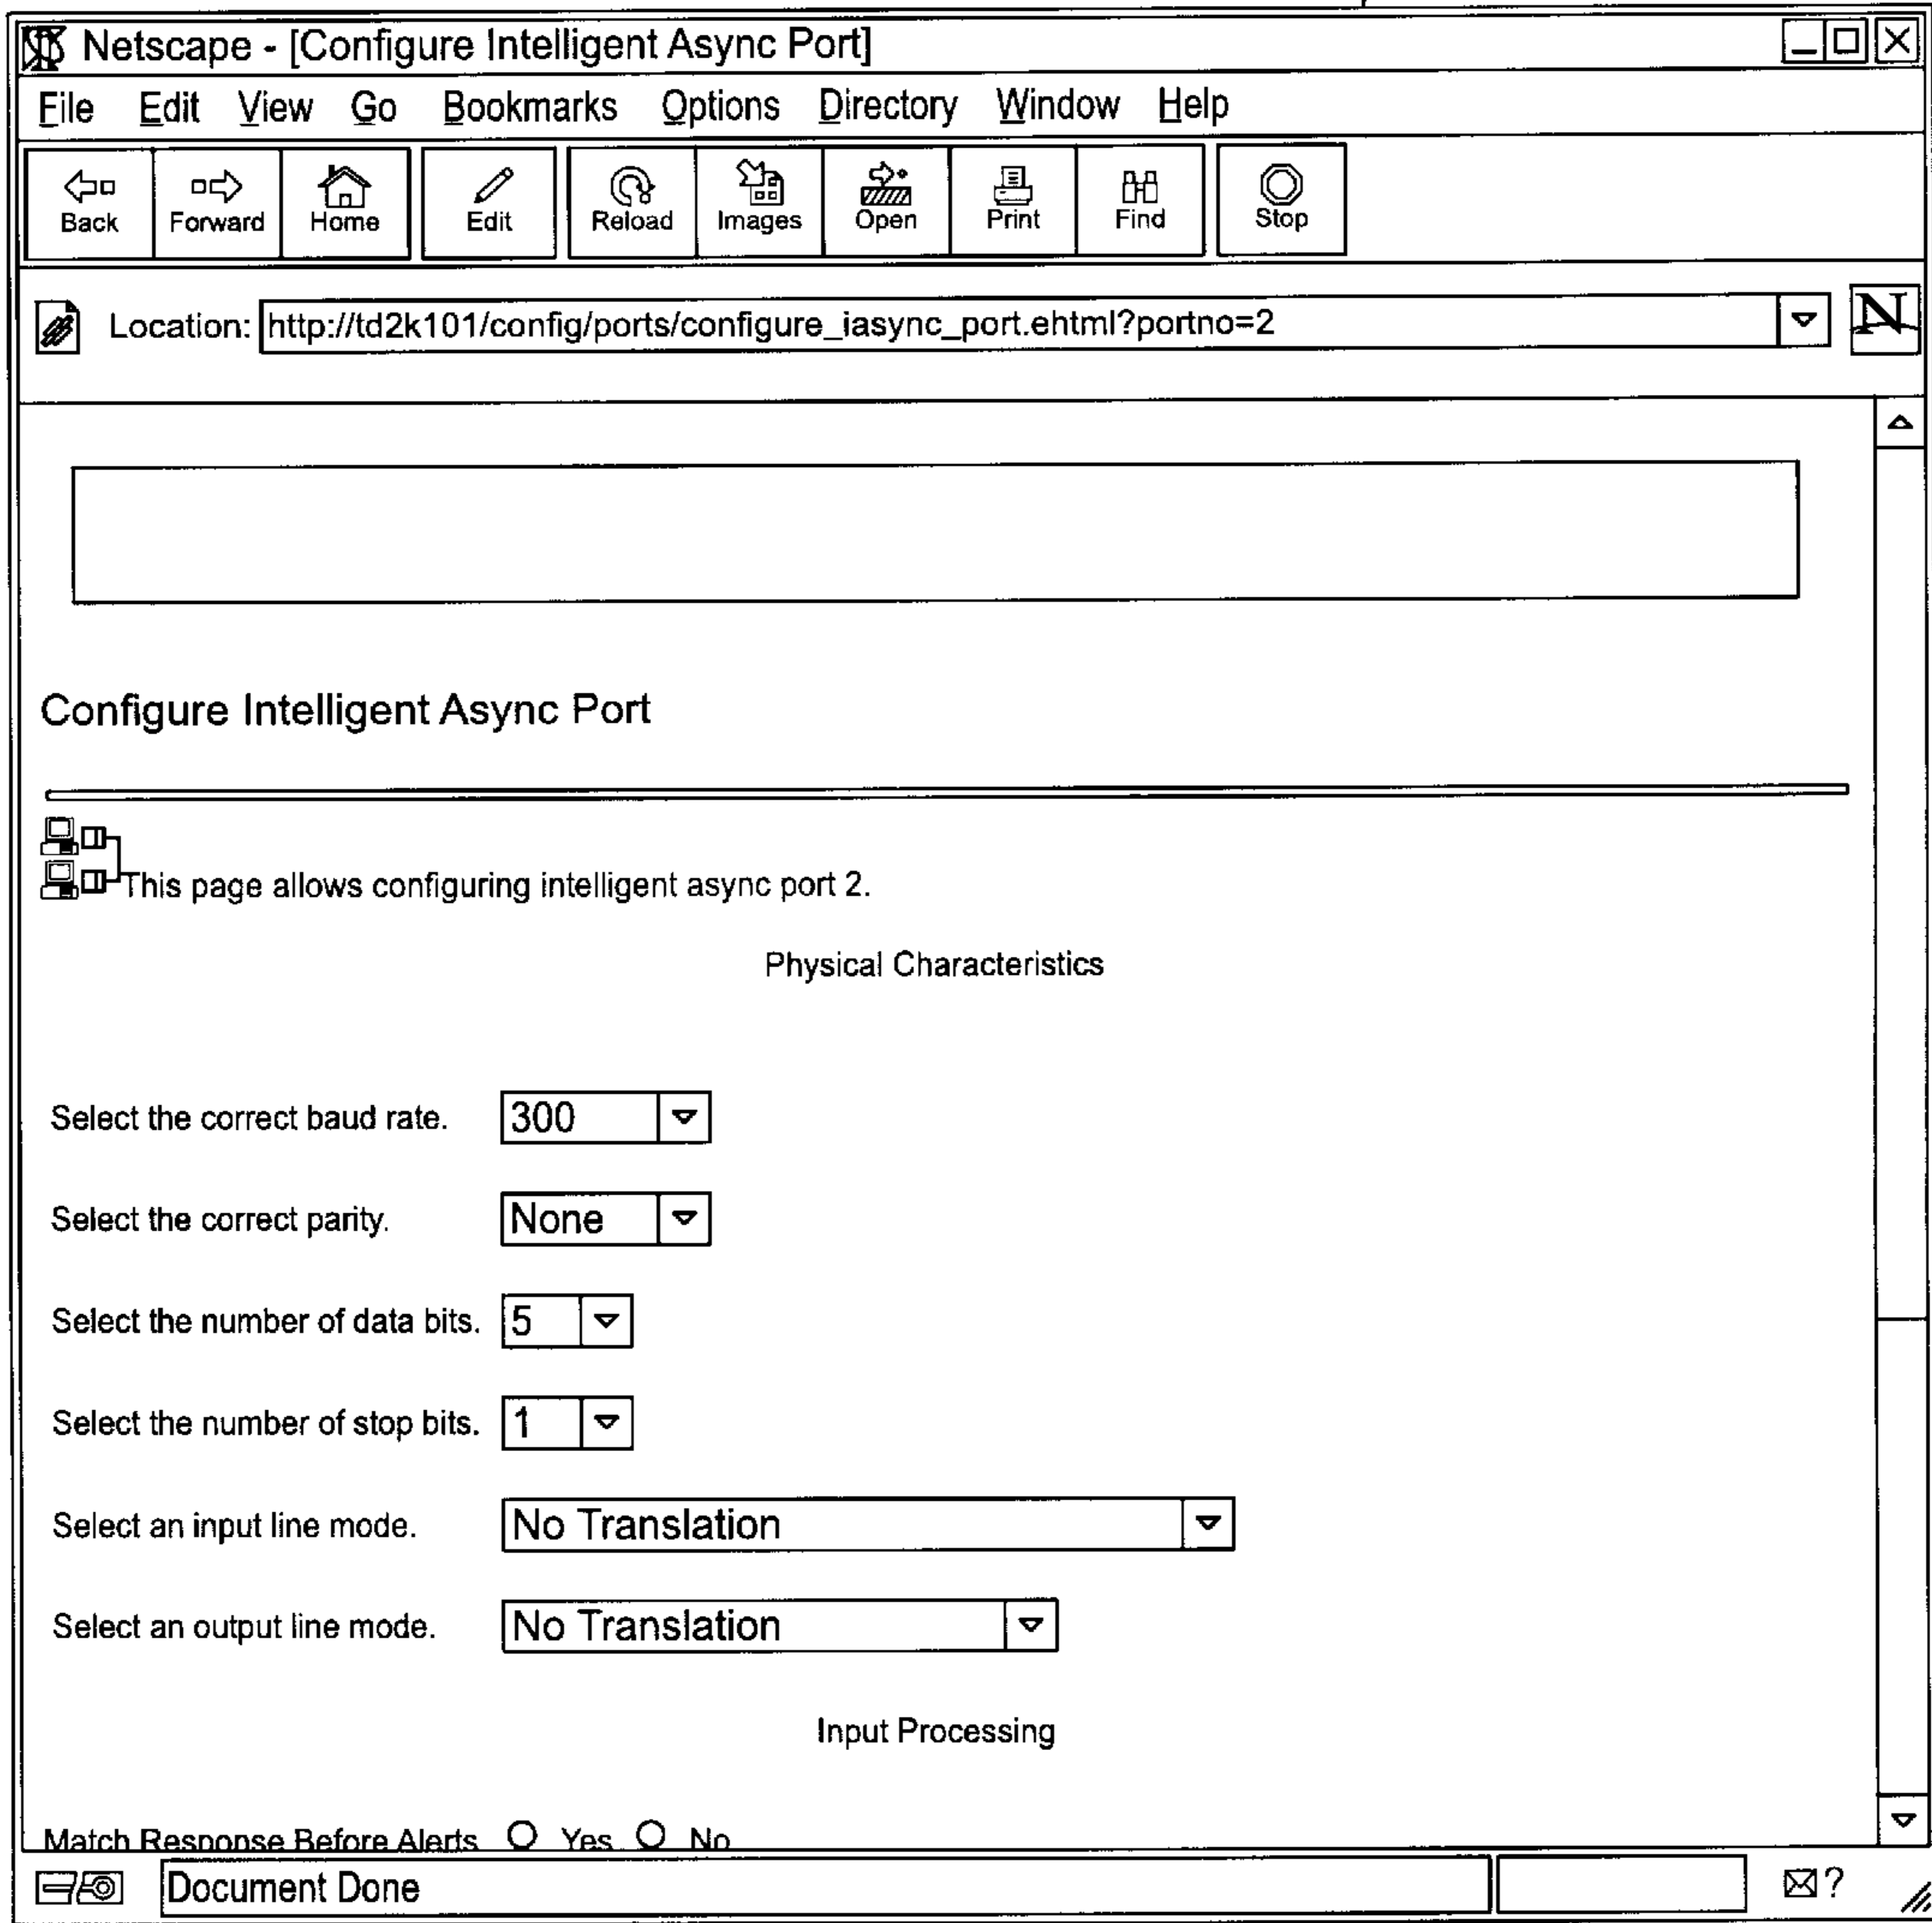 Netscape - [Configure Intelligent Async Port]
File Edit View Go Bookmarks Options Directory Window Help
Back Forward Home Edit Reload Images Open Print Find Stop
Location: http://td2k101/config/ports/configure_iasync_port.ehtml?portno=2
N
Configure Intelligent Async Port
This page allows configuring intelligent async port 2.
Physical Characteristics
Select the correct baud rate. 300
Select the correct parity. None
Select the number of data bits. 5
Select the number of stop bits. 1
Select an input line mode. No Translation
Select an output line mode. No Translation
Input Processing
Match Response Before Alerts Yes No
Document Done
?